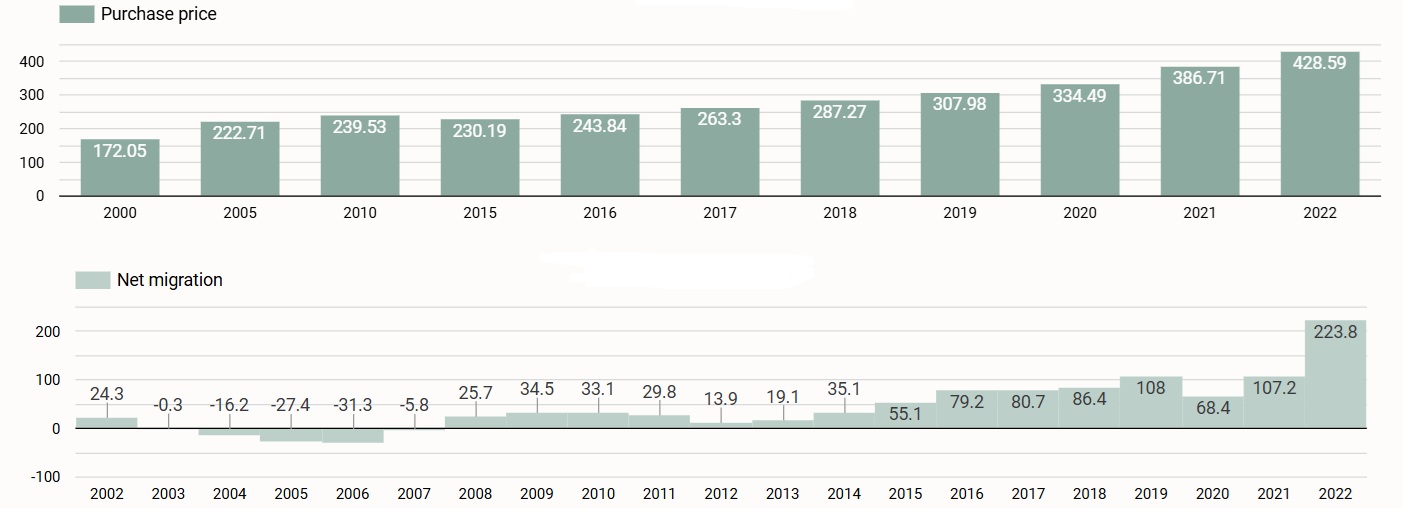 Purchase price
400
300
200
100
0
172.05 222.71 239.53 230.19 243.84 263.3 287.27 307.98 334.49 386.71 428.59
2000 2005 2010 2015 2016 2017 2018 2019 2020 2021 2022
Net migration
200
100
0
-100
24.3 -0.3 -16.2 -27.4 -31.3 -5.8 25.7 34.5 33.1 29.8 13.9 19.1 35.1 55.1 79.2 80.7 86.4 108 68.4 107.2 223.8
2002 2003 2004 2005 2006 2007 2008 2009 2010 2011 2012 2013 2014 2015 2016 2017 2018 2019 2020 2021 2022